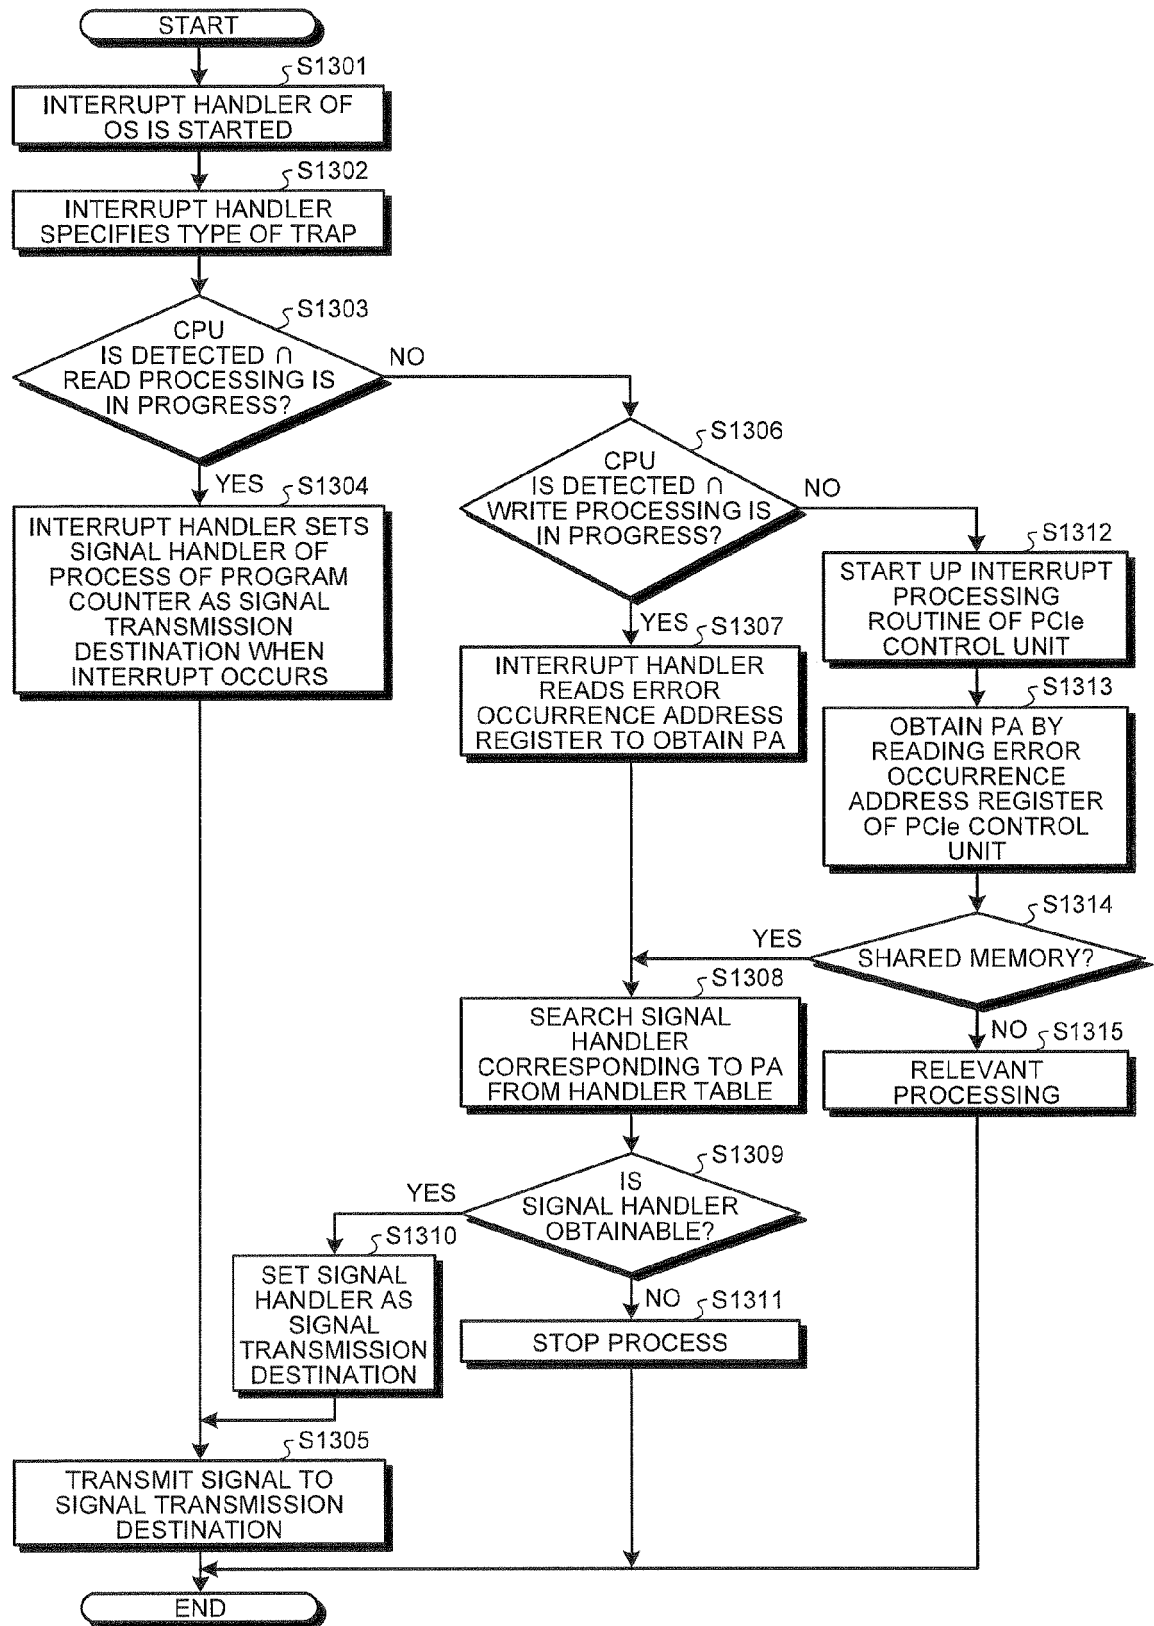 START
S1301
INTERRUPT HANDLER OF
OS IS STARTED
S1302
INTERRUPT HANDLER
SPECIFIES TYPE OF TRAP
S1303
CPU
IS DETECTED ∩
READ PROCESSING IS
IN PROGRESS?
NO
YES
S1304
INTERRUPT HANDLER SETS
SIGNAL HANDLER OF
PROCESS OF PROGRAM
COUNTER AS SIGNAL
TRANSMISSION
DESTINATION WHEN
INTERRUPT OCCURS
S1306
CPU
IS DETECTED ∩
WRITE PROCESSING IS
IN PROGRESS?
NO
YES
S1307
INTERRUPT HANDLER
READS ERROR
OCCURRENCE ADDRESS
REGISTER TO OBTAIN PA
S1312
START UP INTERRUPT
PROCESSING
ROUTINE OF PCIe
CONTROL UNIT
S1313
OBTAIN PA BY
READING ERROR
OCCURRENCE
ADDRESS REGISTER
OF PCIe CONTROL
UNIT
S1314
SHARED MEMORY?
YES
NO
S1315
RELEVANT
PROCESSING
S1308
SEARCH SIGNAL
HANDLER
CORRESPONDING TO PA
FROM HANDLER TABLE
S1309
IS
SIGNAL HANDLER
OBTAINABLE?
YES
S1310
SET SIGNAL
HANDLER AS
SIGNAL
TRANSMISSION
DESTINATION
NO
S1311
STOP PROCESS
S1305
TRANSMIT SIGNAL TO
SIGNAL TRANSMISSION
DESTINATION
END